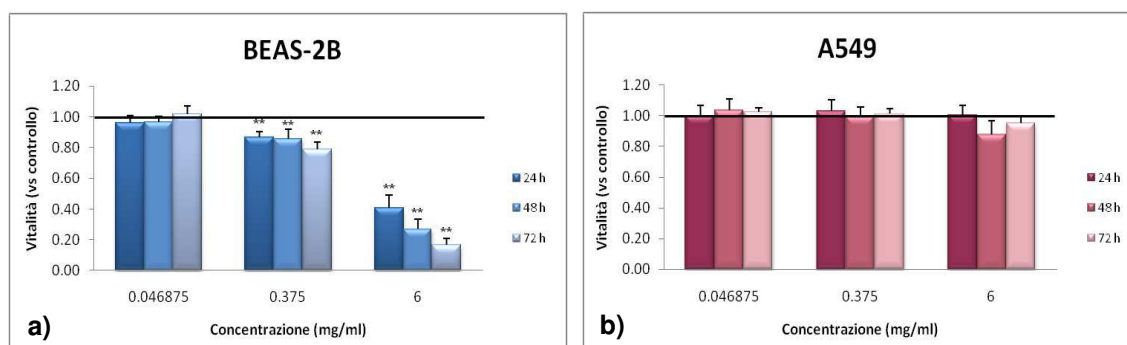 BEAS-2B
Vitalità (vs controllo)
1.20
1.00
0.80
0.60
0.40
0.20
0.00
** ** **
** ** **
24 h
48 h
72 h
0.046875 0.375 6
Concentrazione (mg/ml)
a)
A549
Vitalità (vs controllo)
1.20
1.00
0.80
0.60
0.40
0.20
0.00
24 h
48 h
72 h
0.046875 0.375 6
Concentrazione (mg/ml)
b)